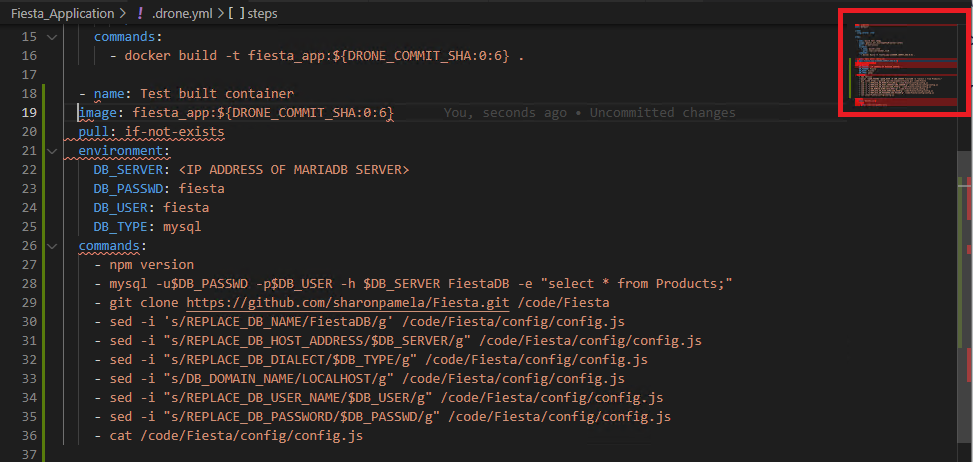 Fiesta_Application > ! .drone.yml > [ ] steps
15 commands:
16 - docker build -t fiesta_app:${DRONE_COMMIT_SHA:0:6} .
17
18 - name: Test built container
19 image: fiesta_app:${DRONE_COMMIT_SHA:0:6} You, seconds ago • Uncommitted changes
20 pull: if-not-exists
21 environment:
22 DB_SERVER: <IP ADDRESS OF MARIADB SERVER>
23 DB_PASSWD: fiesta
24 DB_USER: fiesta
25 DB_TYPE: mysql
26 commands:
27 - npm version
28 - mysql -u$DB_PASSWD -p$DB_USER -h $DB_SERVER FiestaDB -e "select * from Products;"
29 - git clone https://github.com/sharonpamela/Fiesta.git /code/Fiesta
30 - sed -i 's/REPLACE_DB_NAME/FiestaDB/g' /code/Fiesta/config/config.js
31 - sed -i "s/REPLACE_DB_HOST_ADDRESS/$DB_SERVER/g" /code/Fiesta/config/config.js
32 - sed -i "s/REPLACE_DB_DIALECT/$DB_TYPE/g" /code/Fiesta/config/config.js
33 - sed -i "s/DB_DOMAIN_NAME/LOCALHOST/g" /code/Fiesta/config/config.js
34 - sed -i "s/REPLACE_DB_USER_NAME/$DB_USER/g" /code/Fiesta/config/config.js
35 - sed -i "s/REPLACE_DB_PASSWORD/$DB_PASSWD/g" /code/Fiesta/config/config.js
36 - cat /code/Fiesta/config/config.js
37